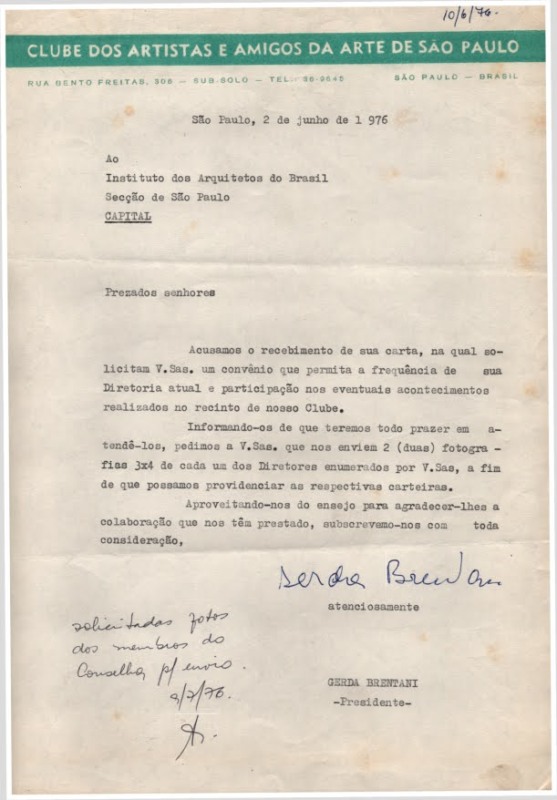 10/6/76.
CLUBE DOS ARTISTAS E AMIGOS DA ARTE DE SÃO PAULO
RUA BENTO FREITAS, 306 — SUB-SOLO — TEL.: 36-9645 SÃO PAULO — BRASIL
São Paulo, 2 de junho de 1 976
Ao
Instituto dos Arquitetos do Brasil
Secção de São Paulo
CAPITAL
Prezados senhores
Acusamos o recebimento de sua carta, na qual so-
licitam V.Sas. um convênio que permita a frequência de sua
Diretoria atual e participação nos eventuais acontecimentos
realizados no recinto de nosso Clube.
Informando-os de que teremos todo prazer em a-
tendê-los, pedimos a V.Sas. que nos enviem 2 (duas) fotogra -
fias 3x4 de cada um dos Diretores enumerados por V.Sas, a fim
de que possamos providenciar as respectivas carteiras.
Aproveitando-nos do ensejo para agradecer-lhes a
colaboração que nos têm prestado, subscrevemo-nos com toda
consideração,
Gerda Brentani
atenciosamente
solicitadas fotos
dos membros do
Conselho p/ envio.
GERDA BRENTANI
-Presidente-